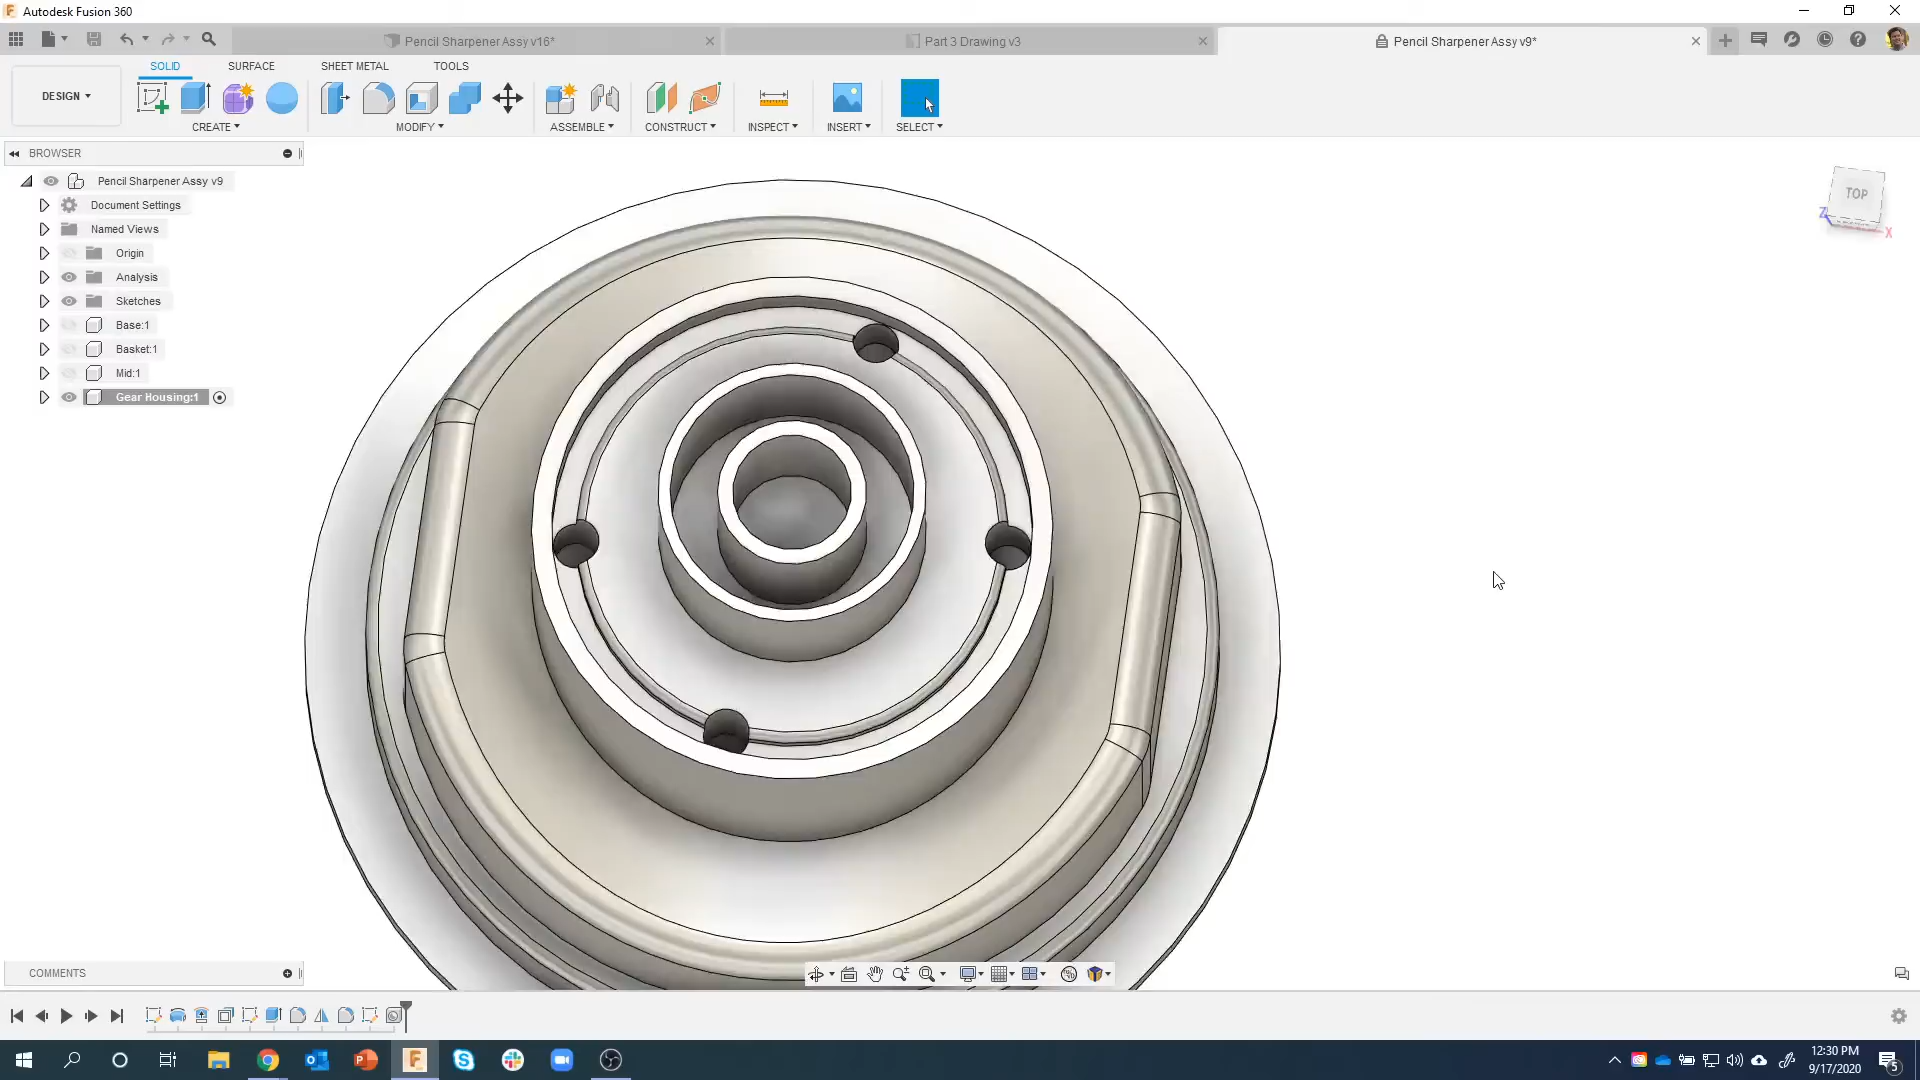 Autodesk Fusion 360
Pencil Sharpener Assy v16*
Part 3 Drawing v3
Pencil Sharpener Assy v9*
SOLID
SURFACE
SHEET METAL
TOOLS
DESIGN
CREATE
MODIFY
ASSEMBLE
CONSTRUCT
INSPECT
INSERT
SELECT
BROWSER
Pencil Sharpener Assy v9
Document Settings
Named Views
Origin
Analysis
Sketches
Base:1
Basket:1
Mid:1
Gear Housing:1
TOP
Z
X
COMMENTS
12:30 PM
9/17/2020
5